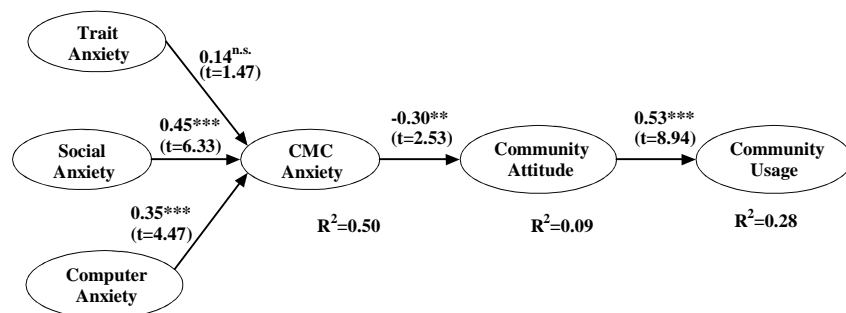 Trait
Anxiety
0.14n.s.
(t=1.47)
0.45***
(t=6.33)
Social
Anxiety
0.35***
(t=4.47)
Computer
Anxiety
CMC
Anxiety
R2=0.50
-0.30**
(t=2.53)
Community
Attitude
R2=0.09
0.53***
(t=8.94)
Community
Usage
R2=0.28